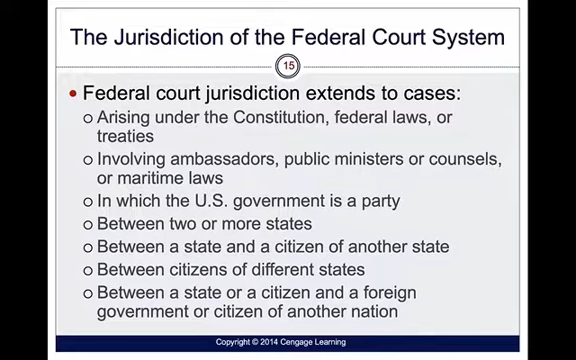 The Jurisdiction of the Federal Court System
15
• Federal court jurisdiction extends to cases:
○ Arising under the Constitution, federal laws, or
treaties
○ Involving ambassadors, public ministers or counsels,
or maritime laws
○ In which the U.S. government is a party
○ Between two or more states
○ Between a state and a citizen of another state
○ Between citizens of different states
○ Between a state or a citizen and a foreign
government or citizen of another nation
Copyright © 2014 Cengage Learning